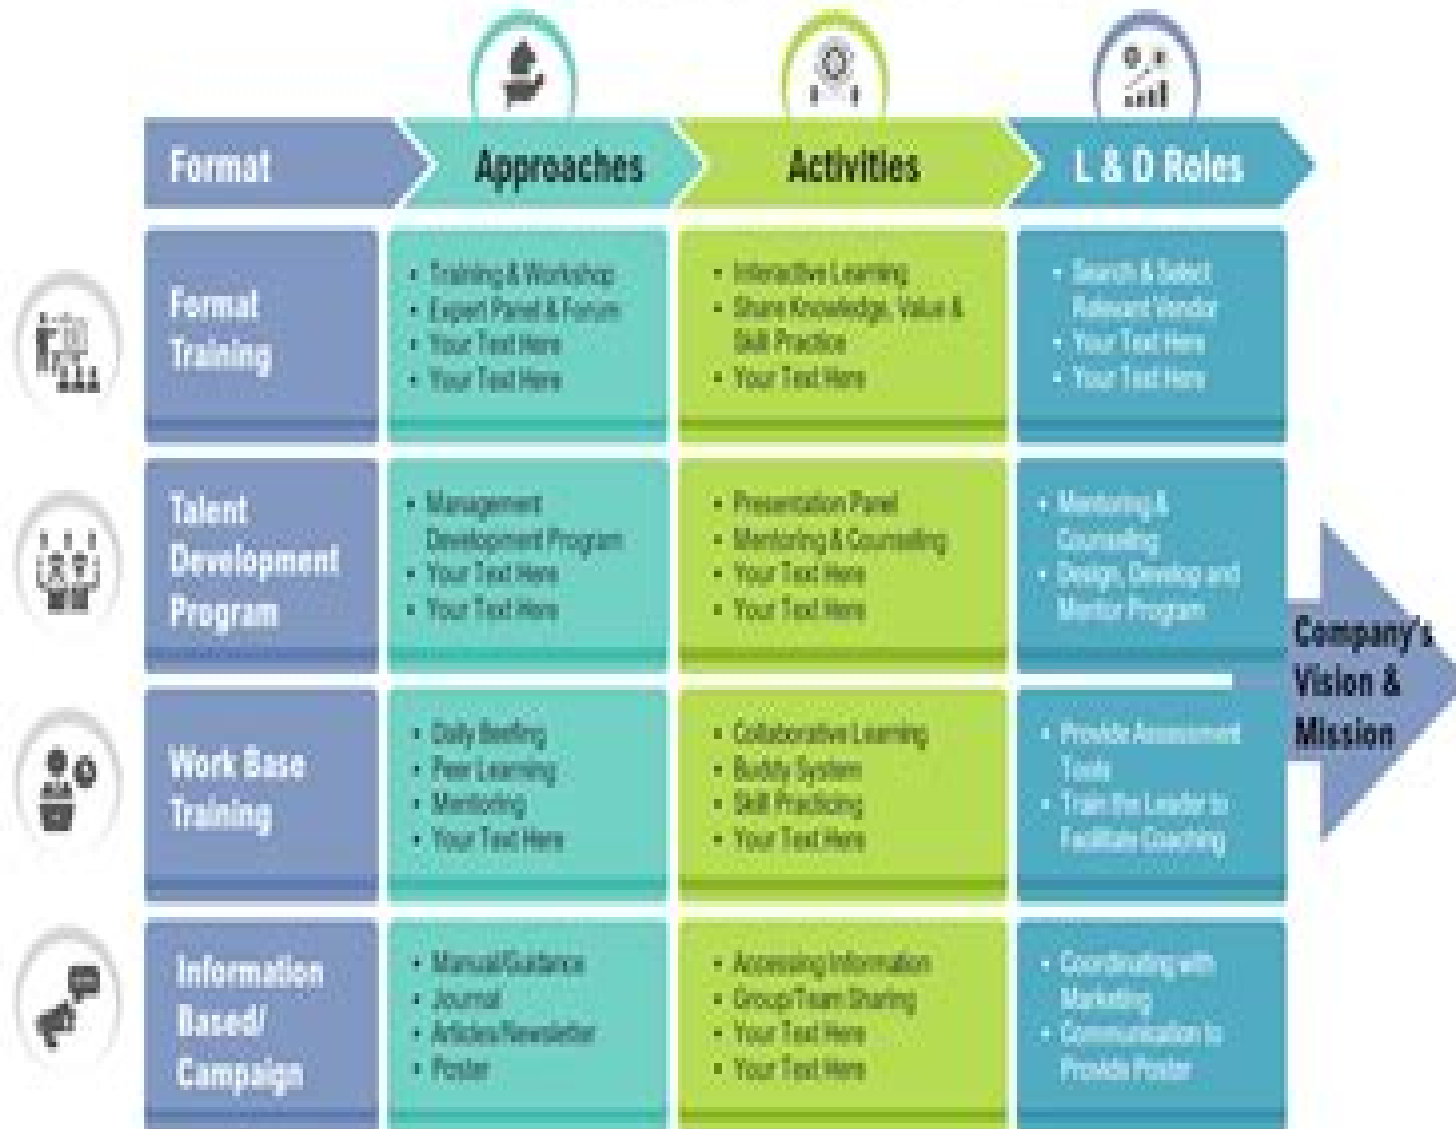 Format
Approaches
Activities
L & D Roles
Format
Training
• Training & Workshop
• Expert Panel & Forum
• Your Text Here
• Your Text Here
• Interactive Learning
• Share Knowledge, Value &
Skill Practice
• Your Text Here
• Search & Select
Relevant Vendor
• Your Text Here
• Your Text Here
Talent
Development
Program
• Management
Development Program
• Your Text Here
• Your Text Here
• Presentation Panel
• Mentoring & Counseling
• Your Text Here
• Your Text Here
• Mentoring &
Counseling
• Design, Develop and
Mentor Program
Work Base
Training
• Daily
• Peer Learning
• Mentoring
• Your Text Here
• Collaborative Learning
• Buddy System
• Skill Practicing
• Your Text Here
• Provide Assessment
Tools
• Train the Leader to
Facilitate Coaching
Information
Based/
Campaign
• Manual/Guidance
• Journal
• Articles/Newsletter
• Poster
• Accessing Information
• Group/Team Sharing
• Your Text Here
• Your Text Here
• Coordinating with
Marketing
• Communication to
Provide Poster
Company's
Vision &
Mission